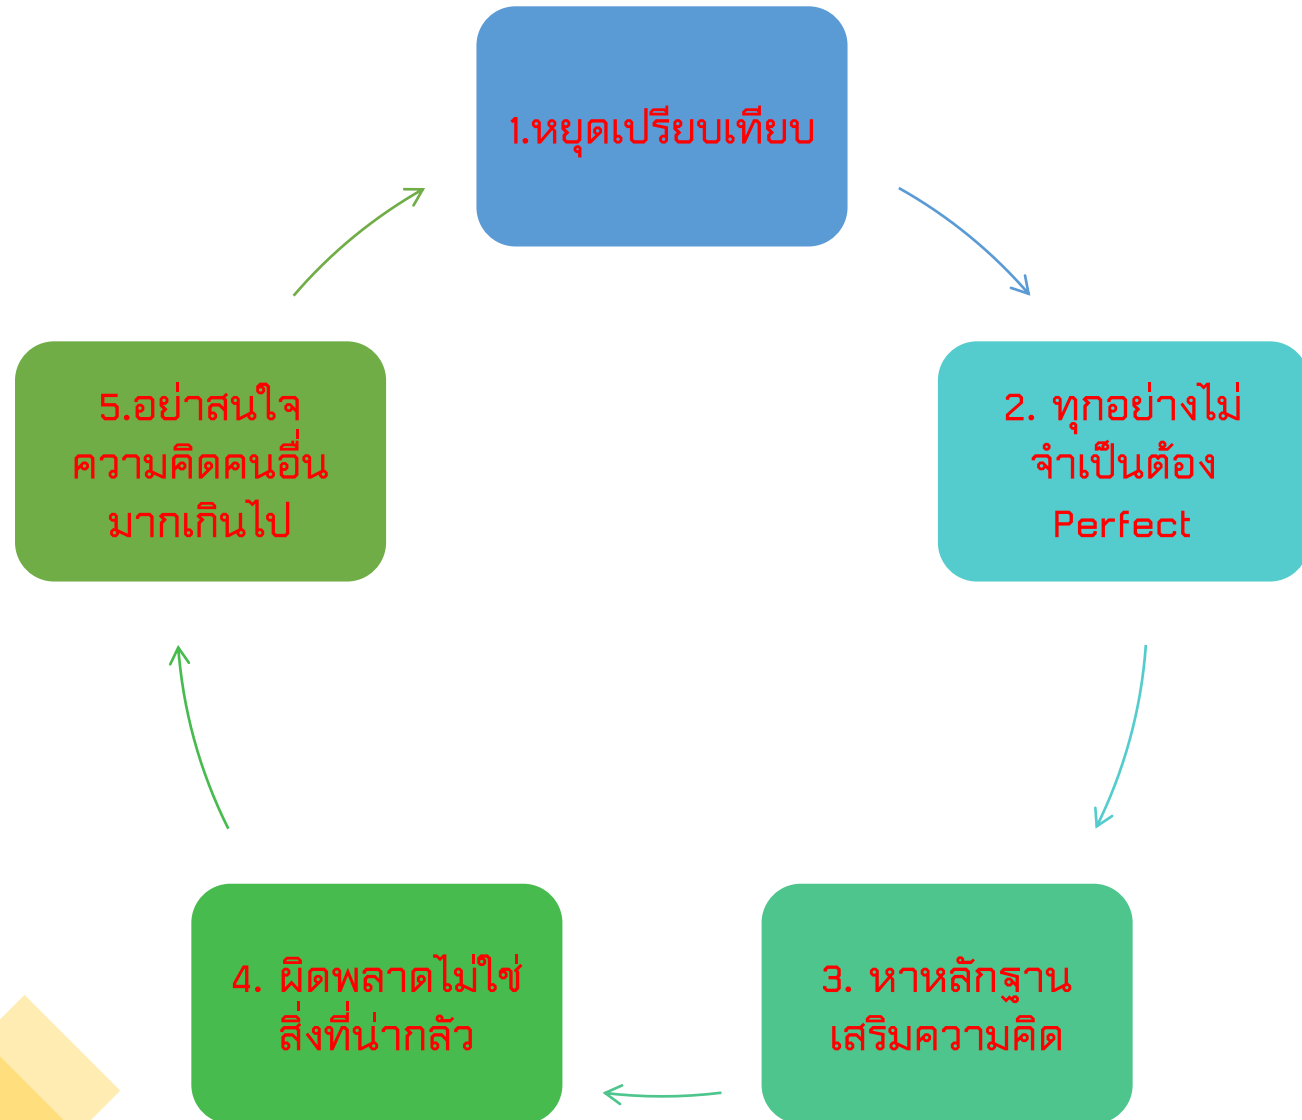 1.หยุดเปรียบเทียบ
2. ทุกอย่างไม่
จำเป็นต้อง
Perfect
3. หาหลักฐาน
เสริมความคิด
4. ผิดพลาดไม่ใช่
สิ่งที่น่ากลัว
5.อย่าสนใจ
ความคิดคนอื่น
มากเกินไป